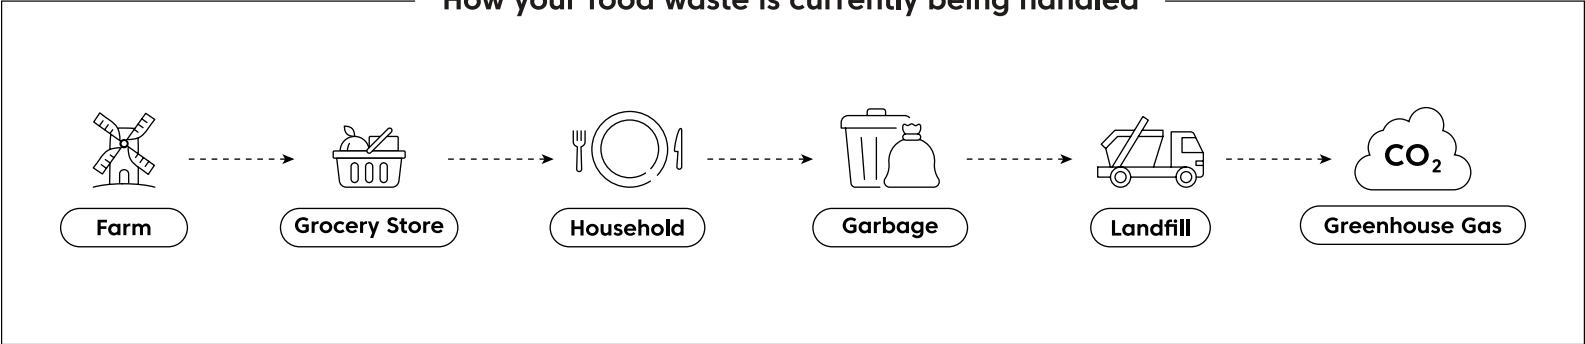 How your food waste is currently being handled
CO₂
Farm
Grocery Store
Household
Garbage
Landfill
Greenhouse Gas